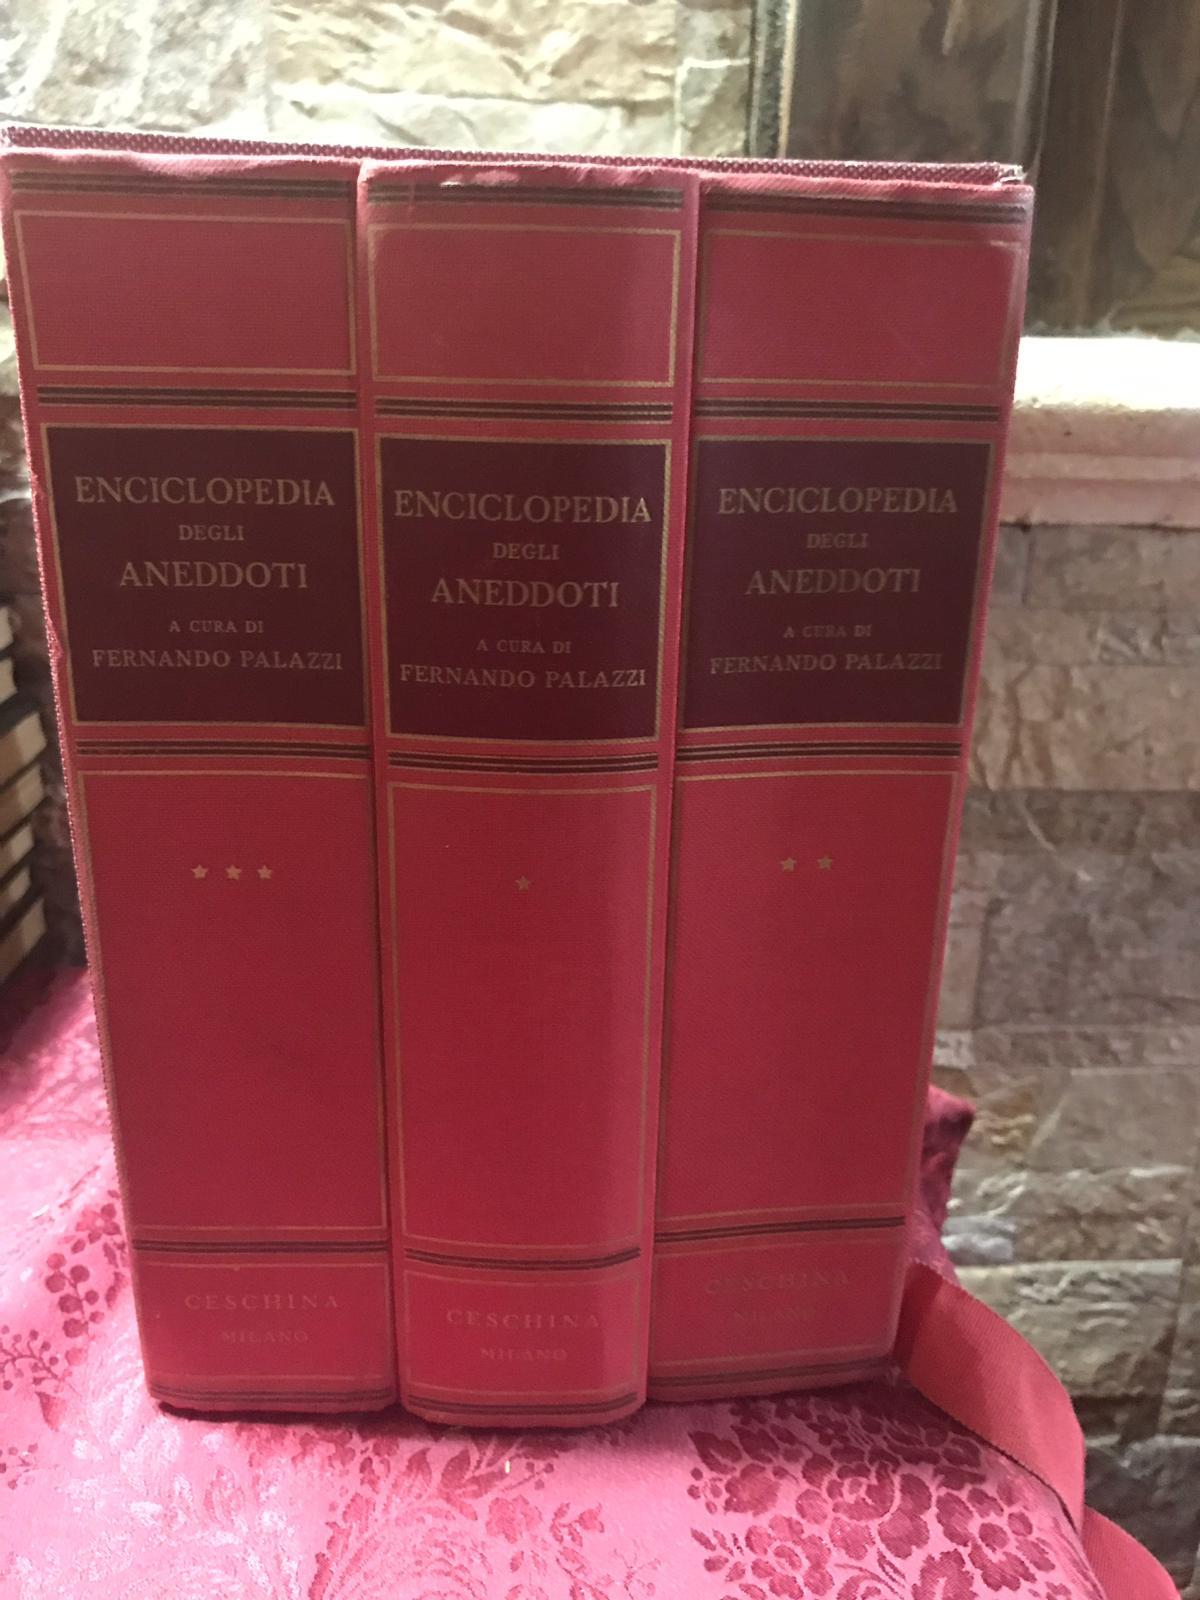 ENCICLOPEDIA
DEGLI
ANEDDOTI
A CURA DI
FERNANDO PALAZZI
CESCHINA
MILANO
ENCICLOPEDIA
DEGLI
ANEDDOTI
A CURA DI
FERNANDO PALAZZI
CESCHINA
MILANO
ENCICLOPEDIA
DEGLI
ANEDDOTI
A CURA DI
FERNANDO PALAZZI
CESCHINA
MILANO